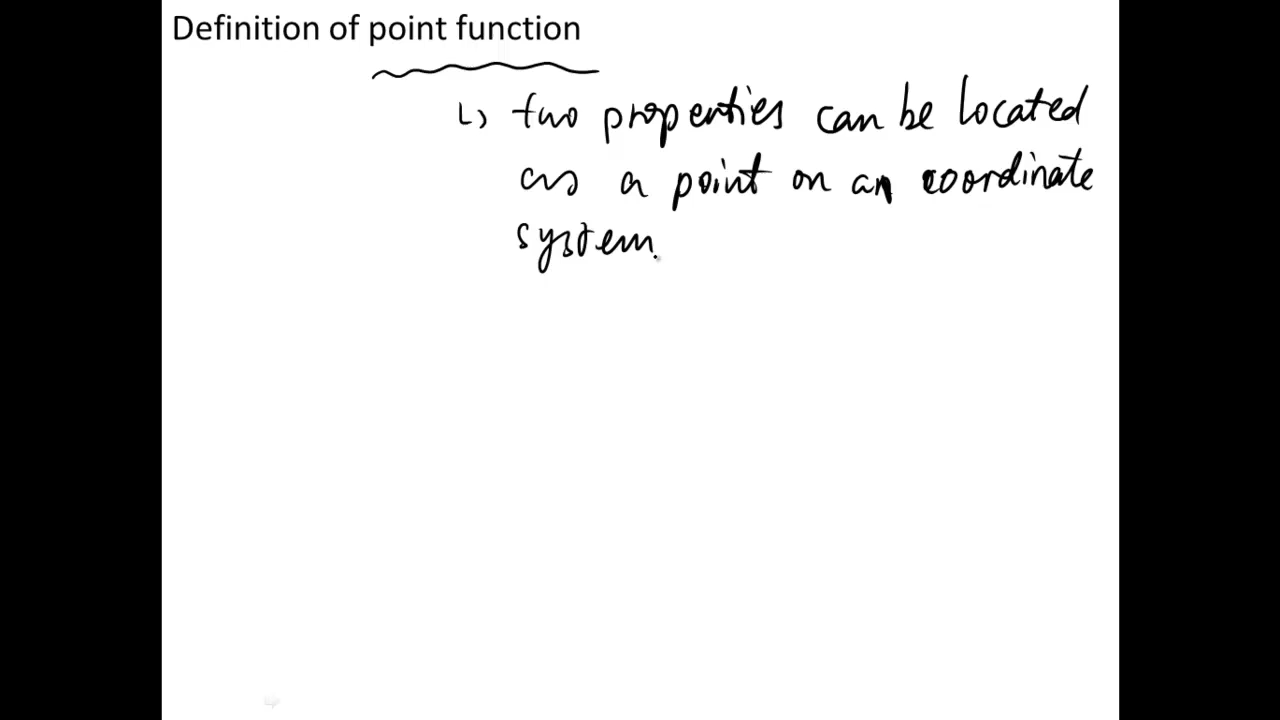 Definition of point function
↳ two properties can be located
as a point on an coordinate
system.